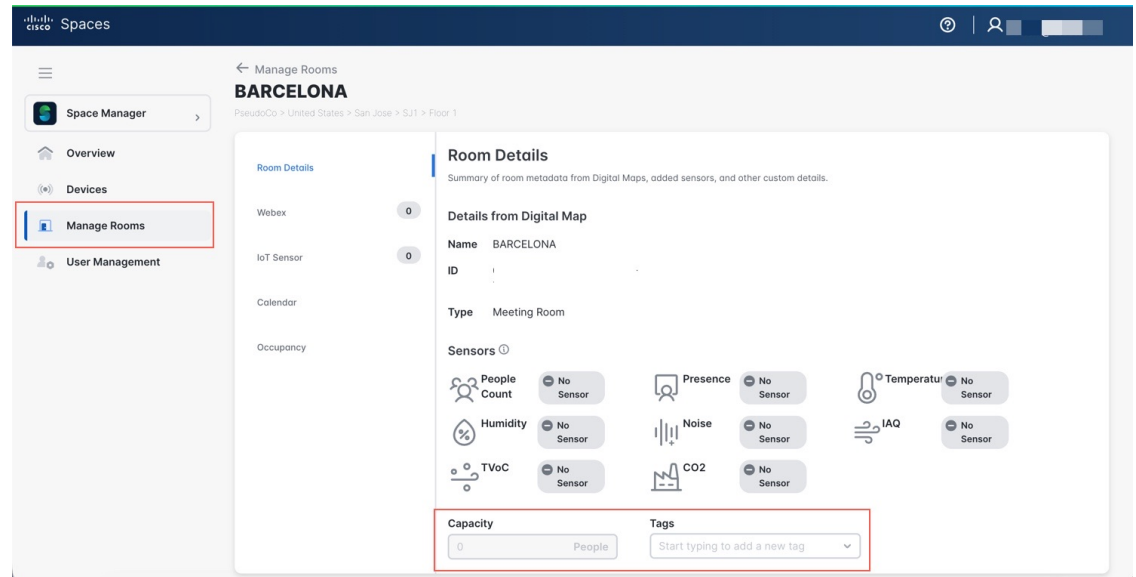 CISCO Spaces
← Manage Rooms
BARCELONA
PseudoCo > United States > San Jose > SJ1 > Floor 1
Space Manager
Overview
Devices
Manage Rooms
User Management
Room Details
Webex 0
IoT Sensor 0
Calendar
Occupancy
Room Details
Summary of room metadata from Digital Maps, added sensors, and other custom details.
Details from Digital Map
Name BARCELONA
ID
Type Meeting Room
Sensors
People Count No Sensor
Presence No Sensor
Temperatur No Sensor
Humidity No Sensor
Noise No Sensor
IAQ No Sensor
TVoC No Sensor
CO2 No Sensor
Capacity
0 People
Tags
Start typing to add a new tag